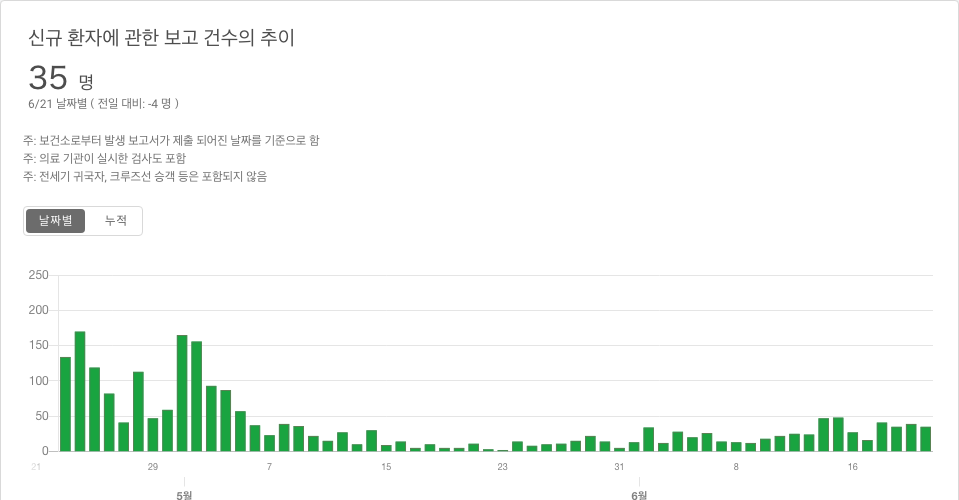 신규 환자에 관한 보고 건수의 추이
35 명
6/21 날짜별 ( 전일 대비: -4 명 )
주: 보건소로부터 발생 보고서가 제출 되어진 날짜를 기준으로 함
주: 의료 기관이 실시한 검사도 포함
주: 전세기 귀국자, 크루즈선 승객 등은 포함되지 않음
날짜별 누적
250
200
150
100
50
0
21 29 7 15 23 31 8 16
5월 6월